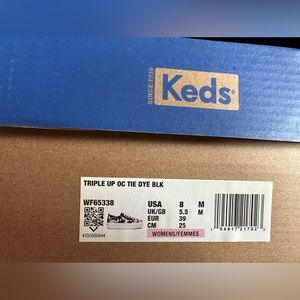 SINCE 1916
Keds
TRIPLE UP OC TIE DYE BLK
WF65338
USA 8 M
UK/GB 5.5 M
EUR 39
CM 25
WOMENS/FEMMES